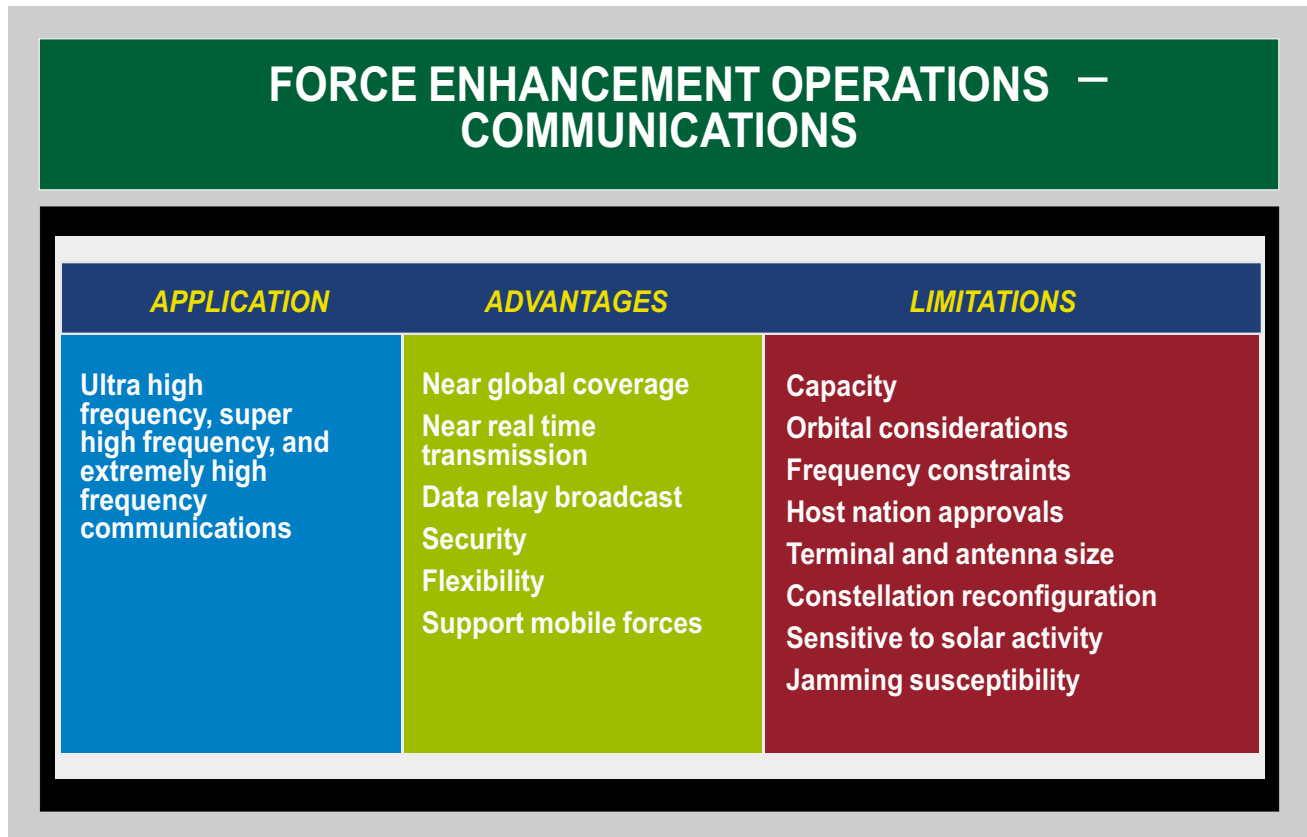 FORCE ENHANCEMENT OPERATIONS –
COMMUNICATIONS
APPLICATION
ADVANTAGES
LIMITATIONS
Ultra high
frequency, super
high frequency, and
extremely high
frequency
communications
Near global coverage
Near real time
transmission
Data relay broadcast
Security
Flexibility
Support mobile forces
Capacity
Orbital considerations
Frequency constraints
Host nation approvals
Terminal and antenna size
Constellation reconfiguration
Sensitive to solar activity
Jamming susceptibility